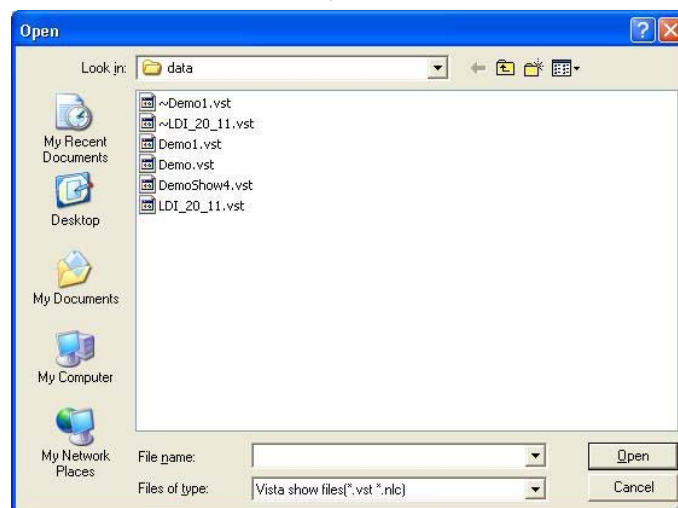 Open
Look in: data
~Demo1.vst
~LDI_20_11.vst
Demo1.vst
Demo.vst
DemoShow4.vst
LDI_20_11.vst
My Recent
Documents
Desktop
My Documents
My Computer
My Network
Places
File name:
Open
Files of type: Vista show files(*.vst *.nlc)
Cancel